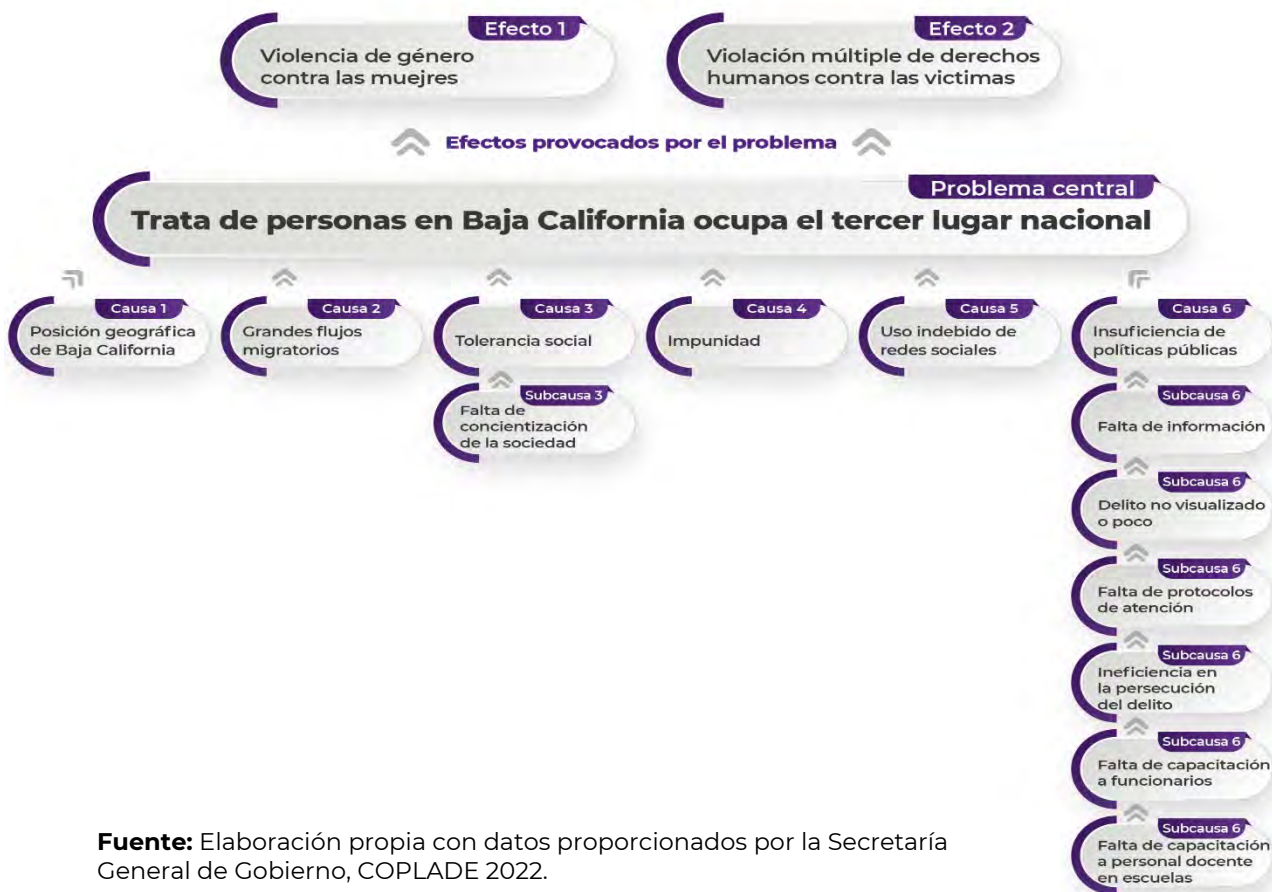 Efecto 1
Violencia de género
contra las muejres
Efecto 2
Violación múltiple de derechos
humanos contra las victimas
Efectos provocados por el problema
Problema central
Trata de personas en Baja California ocupa el tercer lugar nacional
Causa 1
Posición geográfica
de Baja California
Causa 2
Grandes flujos
migratorios
Causa 3
Tolerancia social
Causa 4
Impunidad
Causa 5
Uso indebido de
redes sociales
Causa 6
Insuficiencia de
políticas públicas
Subcausa 3
Falta de
concientización
de la sociedad
Subcausa 6
Falta de información
Subcausa 6
Delito no visualizado
o poco
Subcausa 6
Falta de protocolos
de atención
Subcausa 6
Ineficiencia en
la persecución
del delito
Subcausa 6
Falta de capacitación
a funcionarios
Subcausa 6
Falta de capacitación
a personal docente
en escuelas
Fuente: Elaboración propia con datos proporcionados por la Secretaría
General de Gobierno, COPLADE 2022.